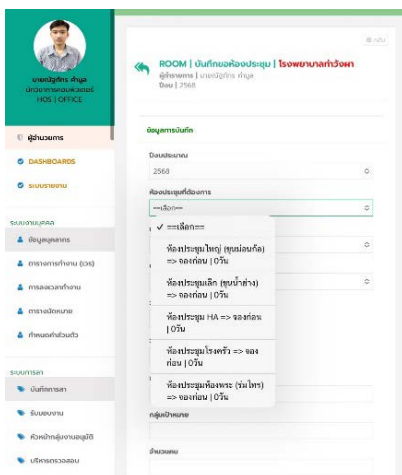 นายณัฐภัทร คำมูล
นักวิชาการคอมพิวเตอร์
HOS | OFFICE
ผู้อำนวยการ
DASHBOARDS
ระบบรายงาน
ระบบงานบุคคล
ข้อมูลบุคลากร
ตารางการทำงาน (เวร)
การลงเวลาทำงาน
ตารางนัดหมาย
กำหนดค่าส่วนตัว
ระบบการลา
บันทึกการลา
รับมอบงาน
หัวหน้ากลุ่มงานอนุมัติ
บริหารตรวจสอบ
กลับ
ROOM | บันทึกขอห้องประชุม | โรงพยาบาลท่าวังผา
ผู้ทำรายการ | นายณัฐภัทร คำมูล
ปีงบ | 2568
ข้อมูลการบันทึก
ปีงบประมาณ
2568
ห้องประชุมที่ต้องการ
==เลือก==
✓ ==เลือก==
ห้องประชุมใหญ่ (ขุนม่อนก้อ)
=> จองก่อน | 0วัน
ห้องประชุมเล็ก (ขุนน้ำช่าง)
=> จองก่อน | 0วัน
ห้องประชุม HA => จองก่อน
| 0วัน
ห้องประชุมโรงครัว => จอง
ก่อน | 0วัน
ห้องประชุมห้องพระ (ร่มไทร)
=> จองก่อน | 0วัน
กลุ่มเป้าหมาย
จำนวนคน